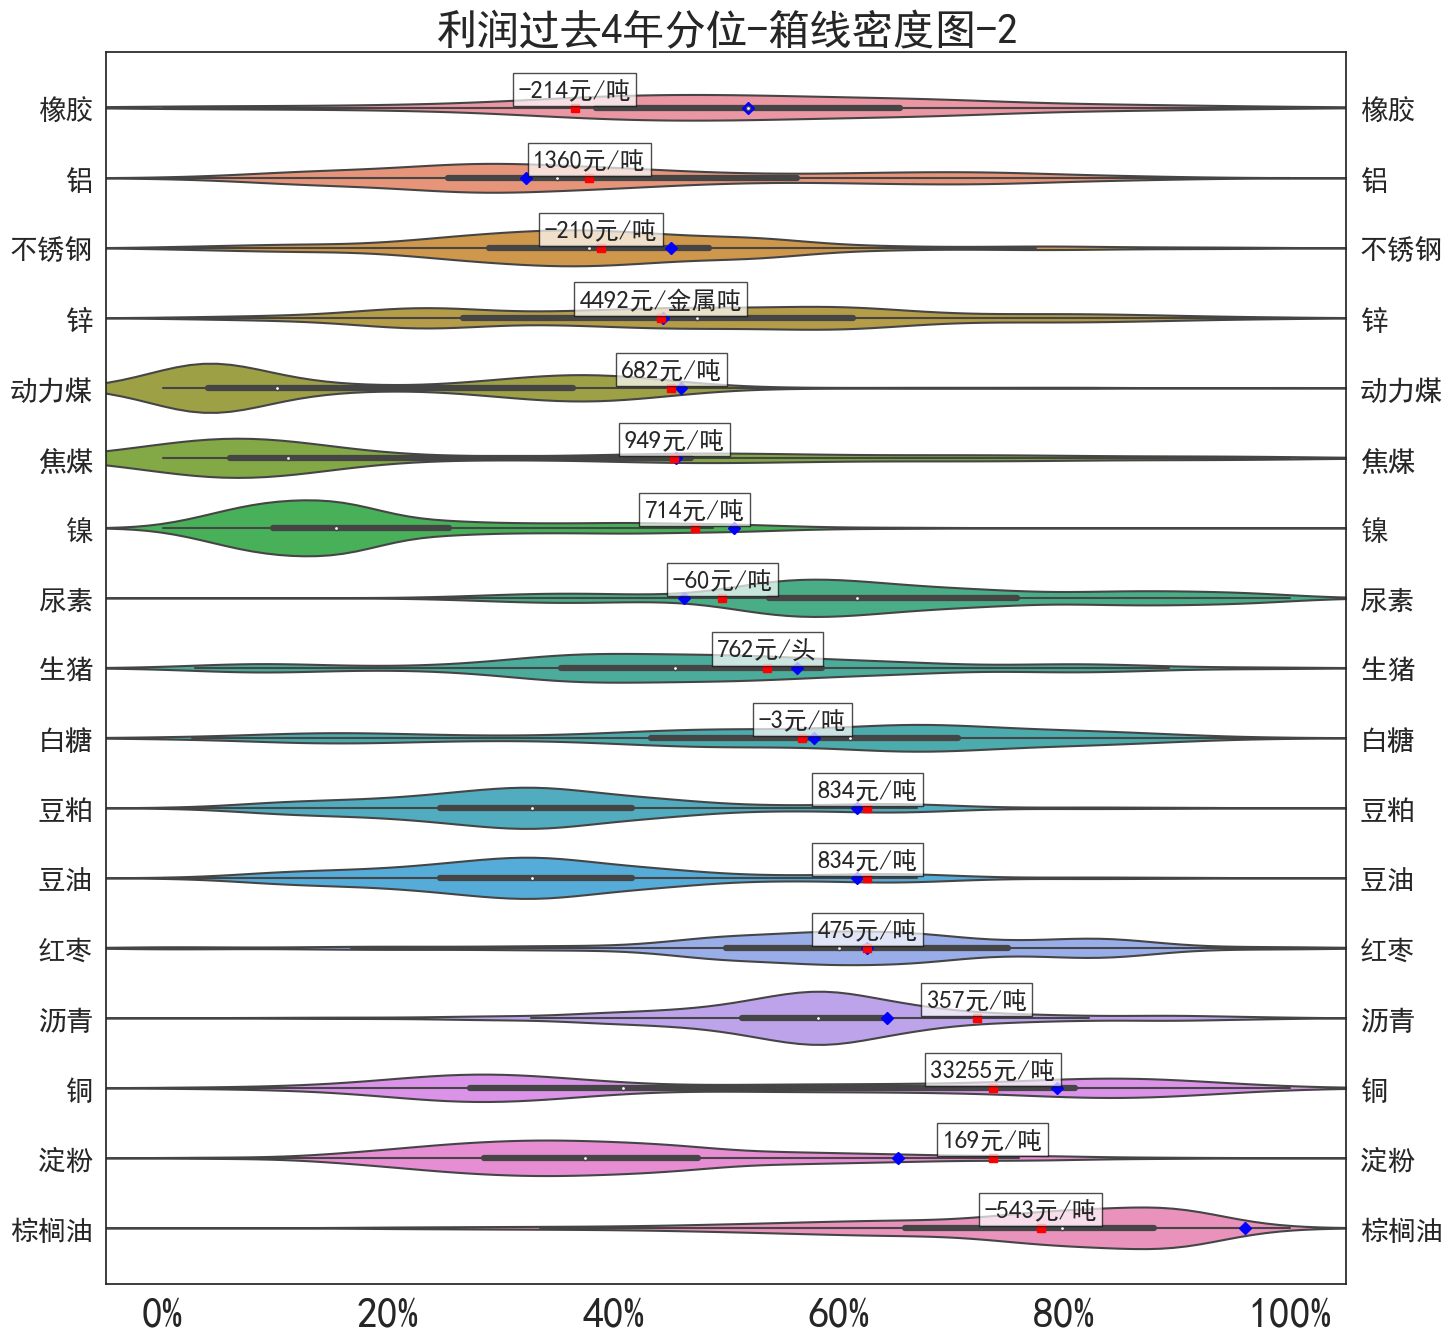 利润过去4年分位-箱线密度图-2
橡胶 -214元/吨 橡胶
铝 1360元/吨 铝
不锈钢 -210元/吨 不锈钢
锌 4492元/金属吨 锌
动力煤 682元/吨 动力煤
焦煤 949元/吨 焦煤
镍 714元/吨 镍
尿素 -60元/吨 尿素
生猪 762元/头 生猪
白糖 -3元/吨 白糖
豆粕 834元/吨 豆粕
豆油 834元/吨 豆油
红枣 475元/吨 红枣
沥青 357元/吨 沥青
铜 33255元/吨 铜
淀粉 169元/吨 淀粉
棕榈油 -543元/吨 棕榈油
0% 20% 40% 60% 80% 100%